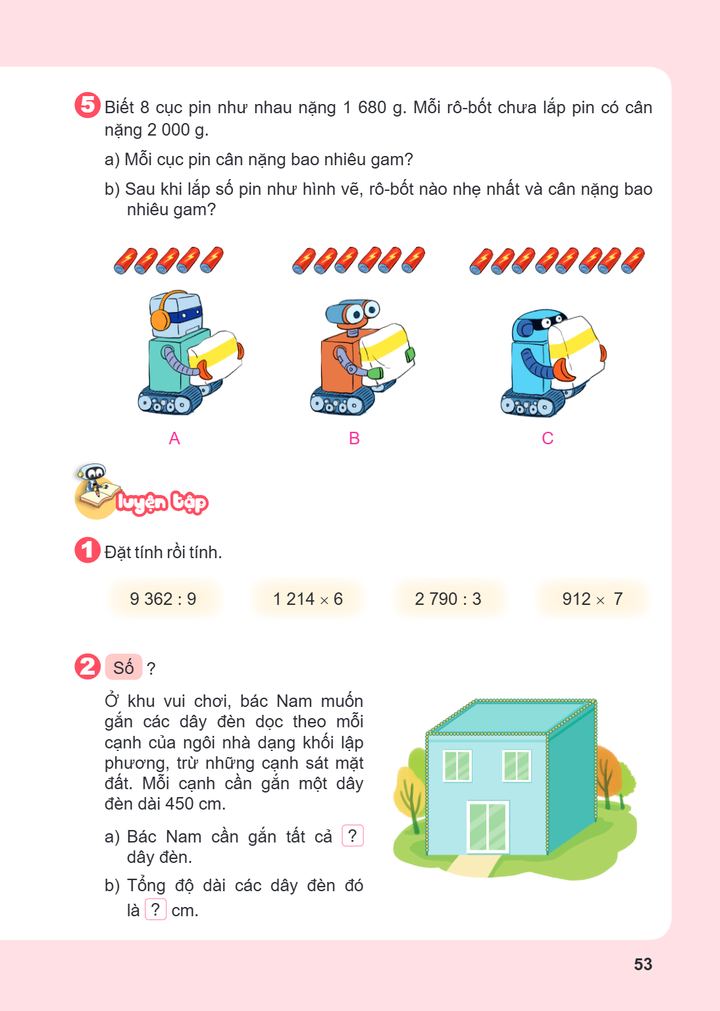 5 Biết 8 cục pin như nhau nặng 1 680 g. Mỗi rô-bốt chưa lắp pin có cân
nặng 2 000 g.
a) Mỗi cục pin cân nặng bao nhiêu gam?
b) Sau khi lắp số pin như hình vẽ, rô-bốt nào nhẹ nhất và cân nặng bao
nhiêu gam?
A B C
luyện tập
1 Đặt tính rồi tính.
9 362 : 9 1 214 × 6 2 790 : 3 912 × 7
2 Số ?
Ở khu vui chơi, bác Nam muốn
gắn các dây đèn dọc theo mỗi
cạnh của ngôi nhà dạng khối lập
phương, trừ những cạnh sát mặt
đất. Mỗi cạnh cần gắn một dây
đèn dài 450 cm.
a) Bác Nam cần gắn tất cả ?
dây đèn.
b) Tổng độ dài các dây đèn đó
là ? cm.
53